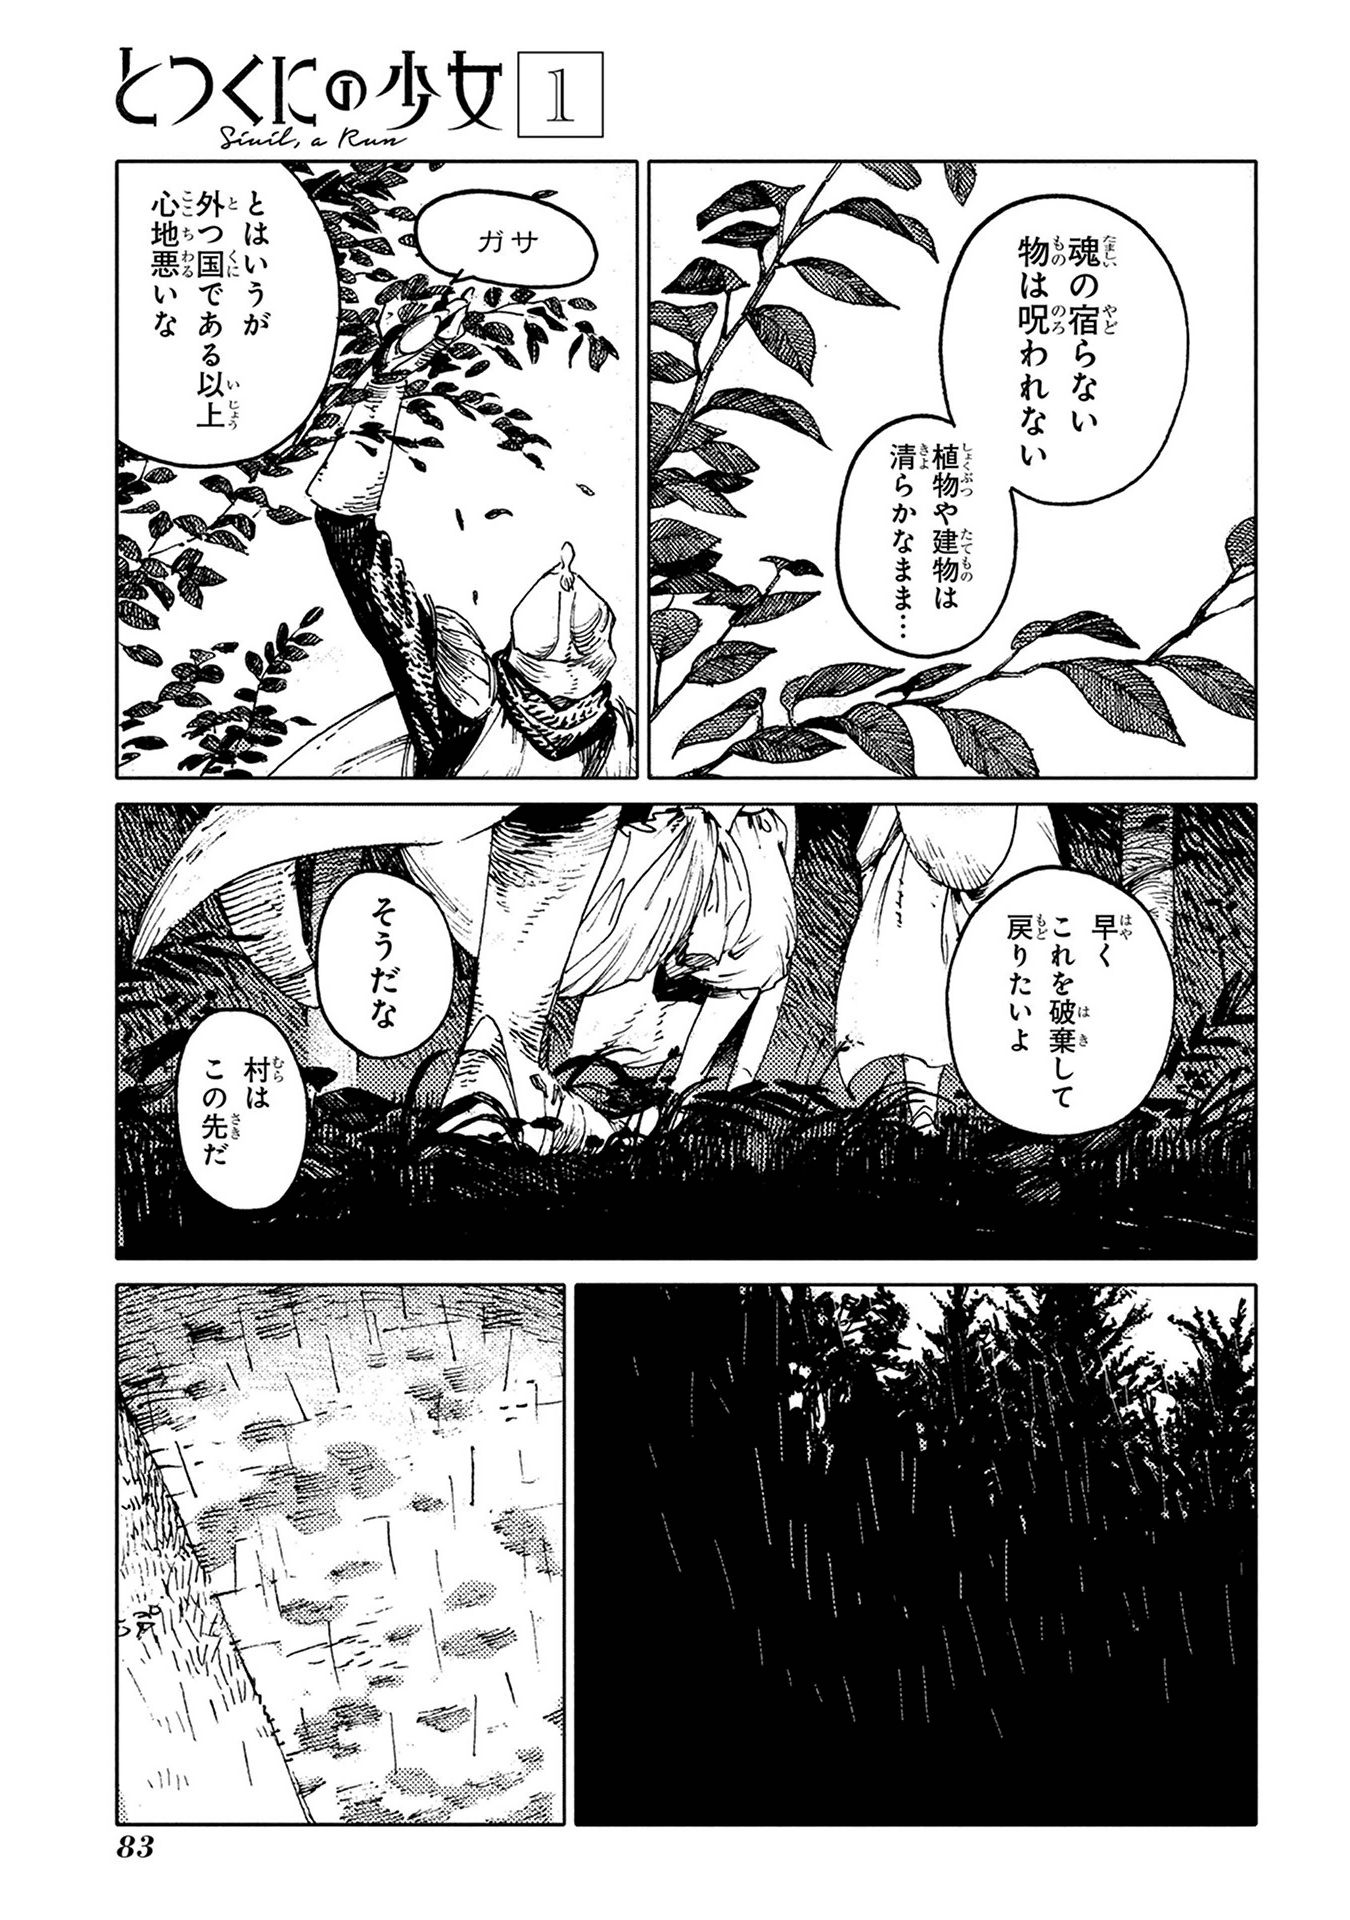 とつくにの少女 1
Siuil, a Run
魂の宿らない
物は呪われない
植物や建物は
清らかなまま…
ガサ
とはいうが
外つ国である以上
心地悪いな
早く
これを破棄して
戻りたいよ
そうだな
村は
この先だ
83